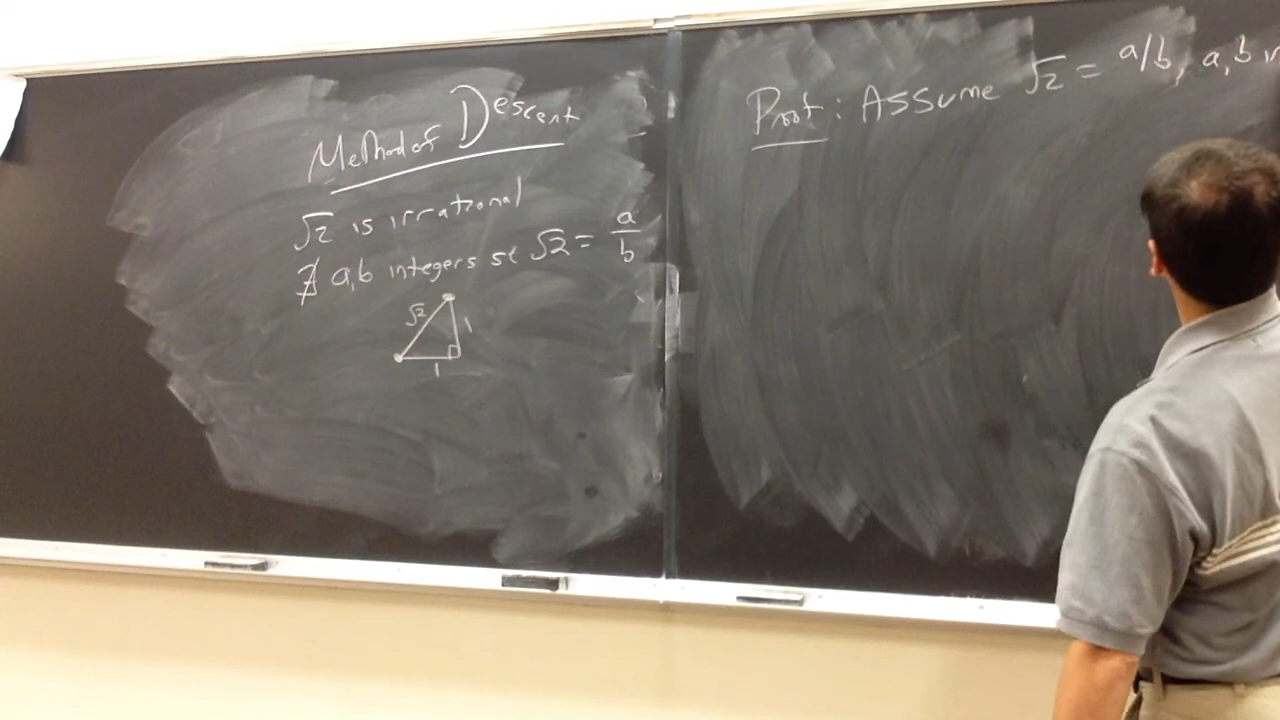 Method of Descent
√2 is irrational
∄ a,b integers st √2 = a/b
√2
1
1
Proof: Assume √2 = a/b, a,b